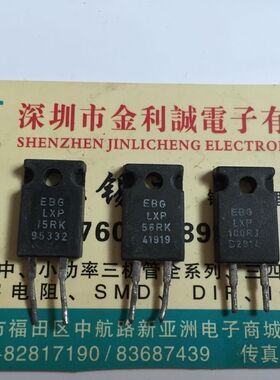 深圳市金利誠電子有
SHENZHEN JINLICHENG ELECTRO
EBG
LXP
15RK
95332
EBG
LXP
56RK
41919
EBG
LXP
100RJ
760
89
中、小功率三极管全系列
电阻、SMD、DIP
市福田区中航路新亚洲电子商城
82817190 / 83687439
传真